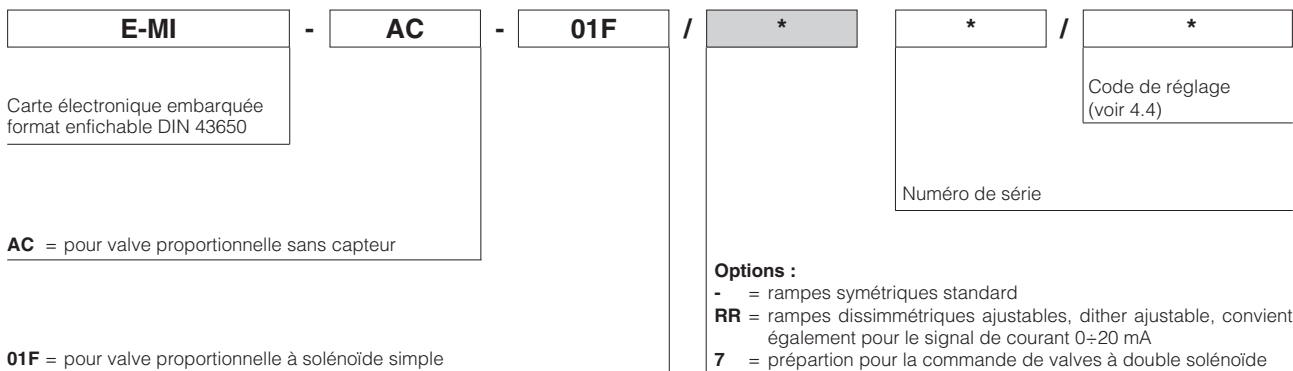 E-MI - AC - 01F / * * / *
Carte électronique embarquée
format enfichable DIN 43650
Code de réglage
(voir 4.4)
Numéro de série
AC = pour valve proportionnelle sans capteur
Options :
- = rampes symétriques standard
RR = rampes dissimmétriques ajustables, dither ajustable, convient
également pour le signal de courant 0÷20 mA
01F = pour valve proportionnelle à solénoïde simple
7 = prépartion pour la commande de valves à double solénoïde